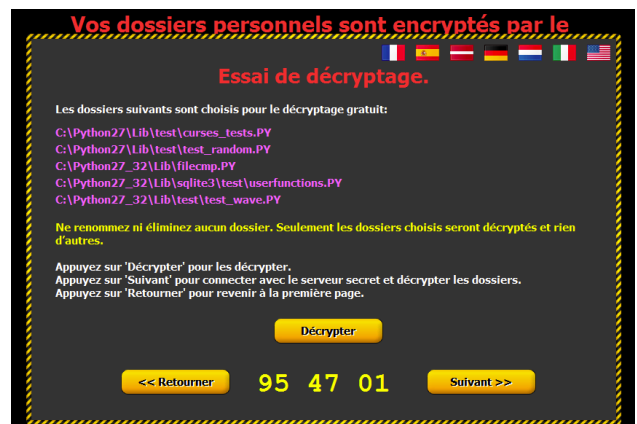 Vos dossiers personnels sont encryptés par le
Essai de décryptage.
Les dossiers suivants sont choisis pour le décryptage gratuit:
C:\Python27\Lib\test\curses_tests.PY
C:\Python27\Lib\test\test_random.PY
C:\Python27_32\Lib\filecmp.PY
C:\Python27_32\Lib\sqlite3\test\userfunctions.PY
C:\Python27_32\Lib\test\test_wave.PY
Ne renommez ni éliminez aucun dossier. Seulement les dossiers choisis seront décryptés et rien
d'autres.
Appuyez sur 'Décrypter' pour les décrypter.
Appuyez sur 'Suivant' pour connecter avec le serveur secret et décrypter les dossiers.
Appuyez sur 'Retourner' pour revenir à la première page.
Décrypter
<< Retourner 95 47 01 Suivant >>